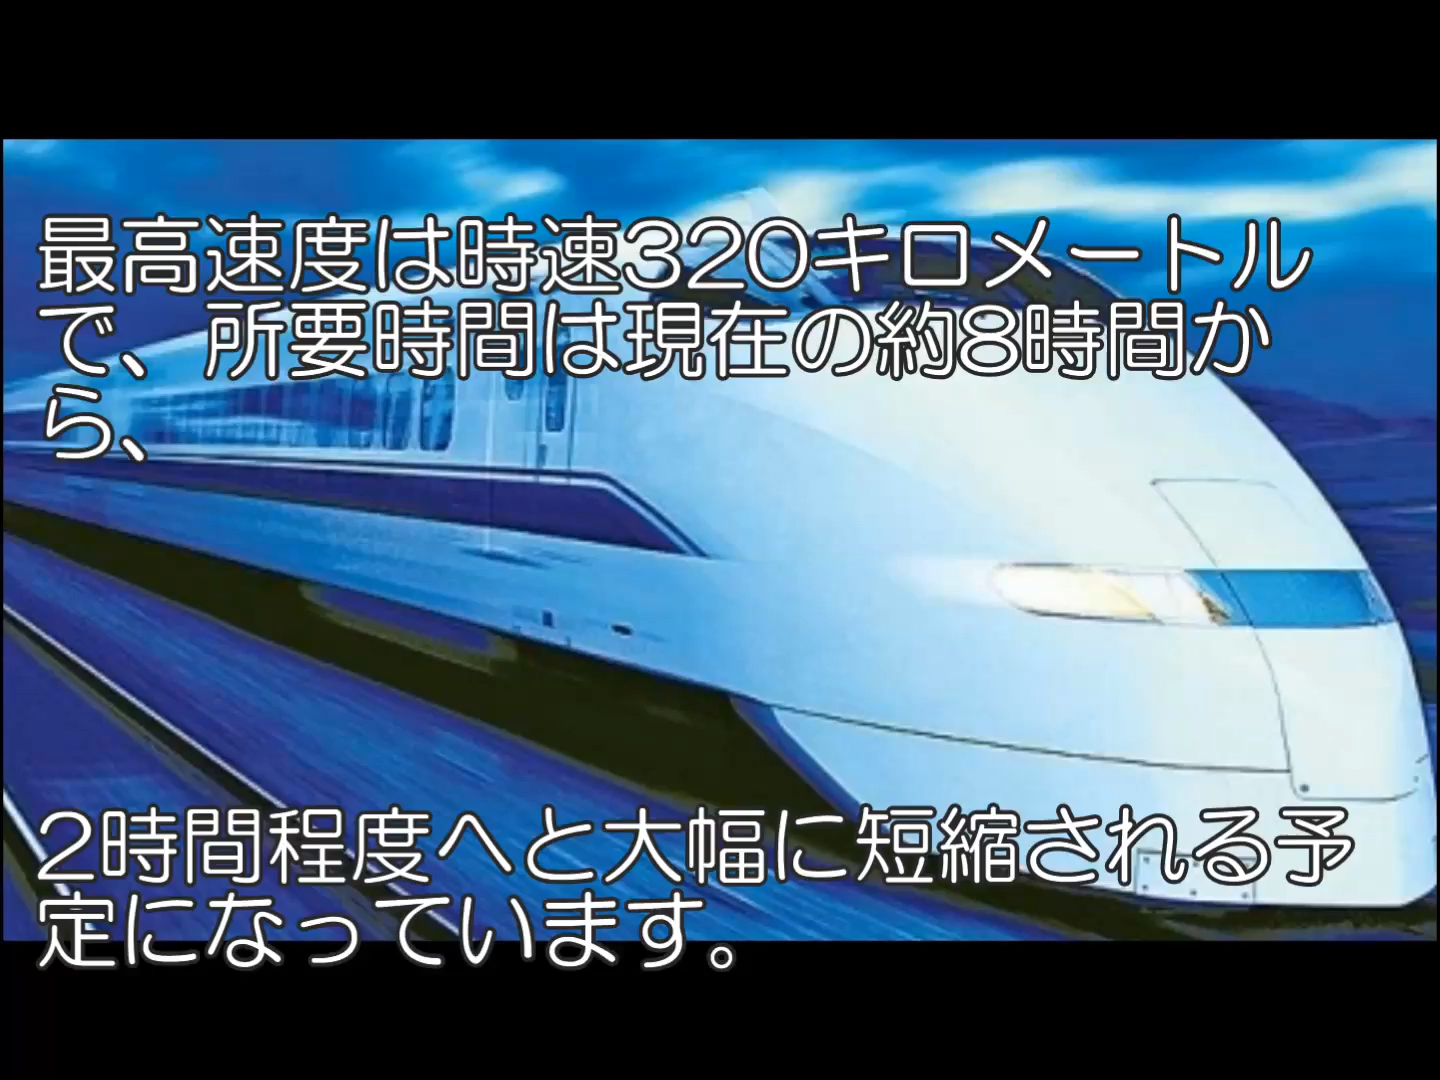 最高速度は時速320キロメートル
で、所要時間は現在の約8時間か
ら、
2時間程度へと大幅に短縮される予
定になっています。